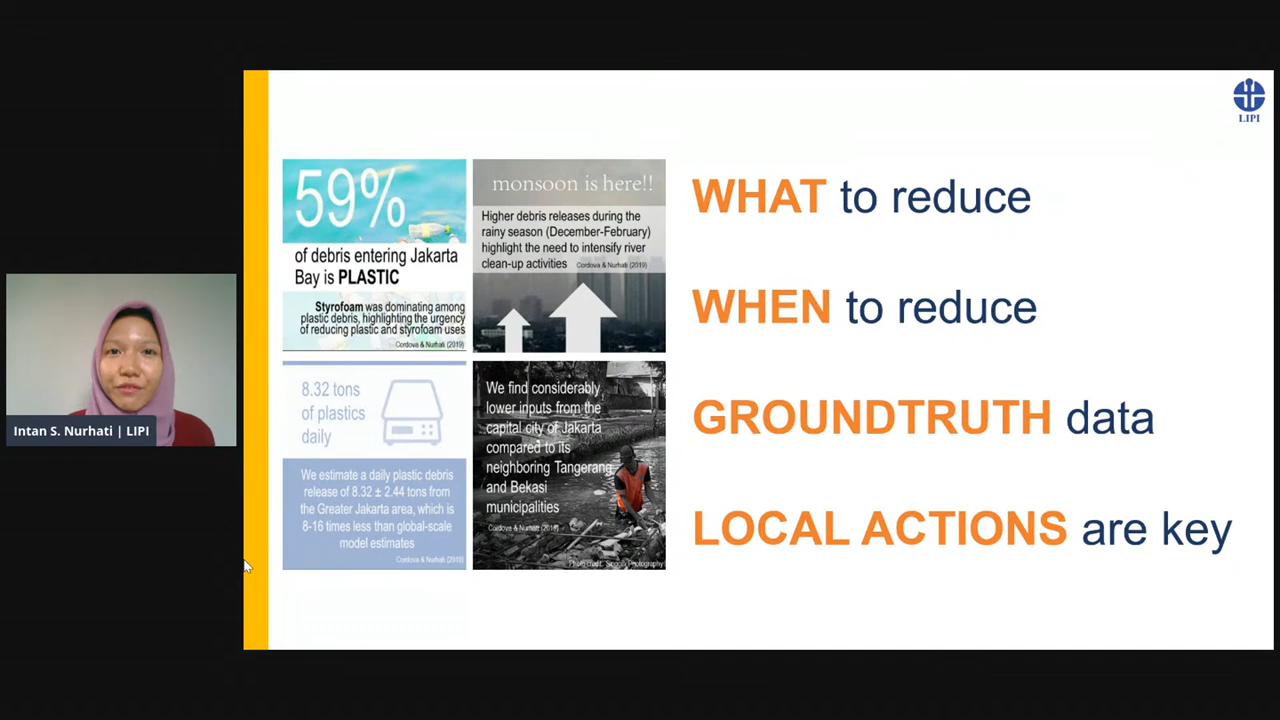 LIPI
59%
of debris entering Jakarta
Bay is PLASTIC
Styrofoam was dominating among
plastic debris, highlighting the urgency
of reducing plastic and styrofoam uses
Cordova & Nurhati (2019)
monsoon is here!!
Higher debris releases during the
rainy season (December-February)
highlight the need to intensify river
clean-up activities Cordova & Nurhati (2019)
8.32 tons
of plastics
daily
We estimate a daily plastic debris
release of 8.32 ± 2.44 tons from
the Greater Jakarta area, which is
8-16 times less than global-scale
model estimates
Cordova & Nurhati (2019)
We find considerably
lower inputs from the
capital city of Jakarta
compared to its
neighboring Tangerang
and Bekasi
municipalities
Cordova & Nurhati (2019)
Photo credit: Photography
WHAT to reduce
WHEN to reduce
GROUNDTRUTH data
LOCAL ACTIONS are key
Intan S. Nurhati | LIPI